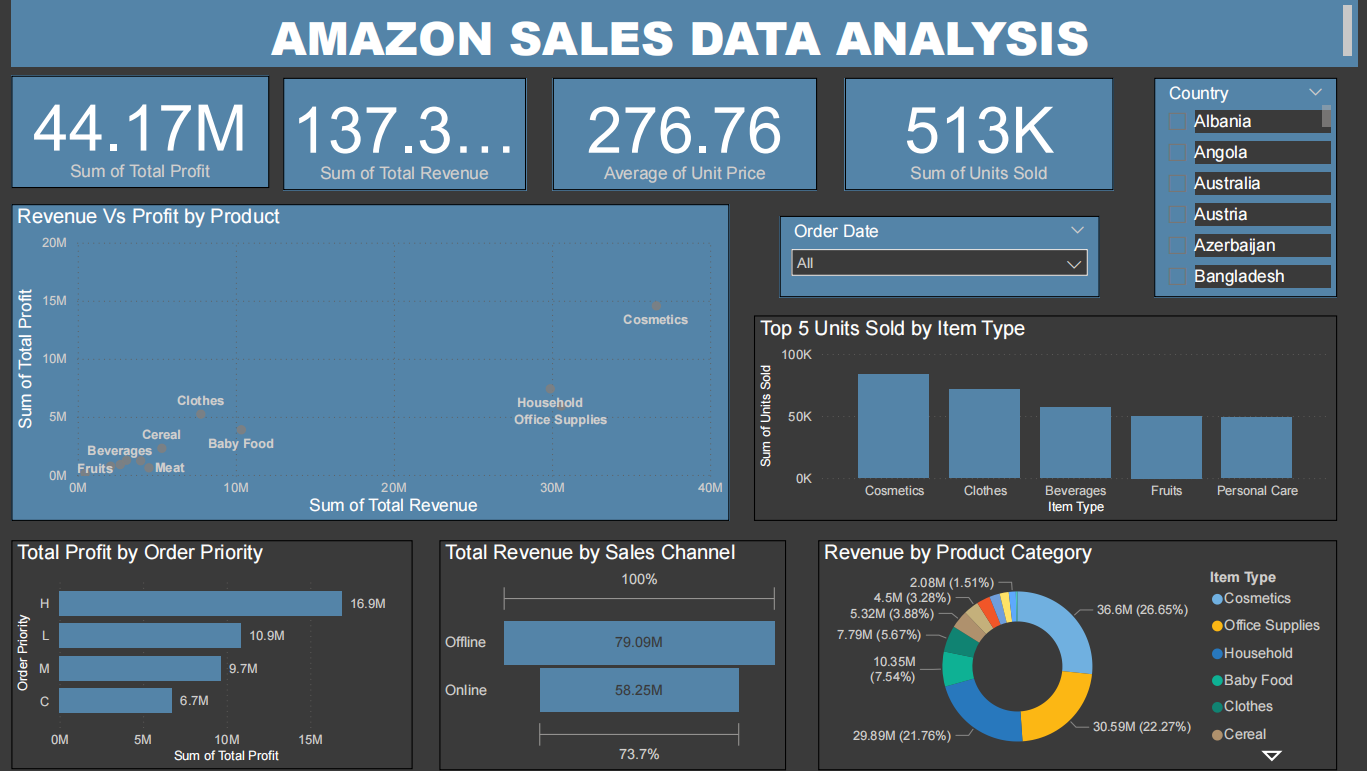 AMAZON SALES DATA ANALYSIS
44.17M
Sum of Total Profit
137.3...
Sum of Total Revenue
276.76
Average of Unit Price
513K
Sum of Units Sold
Country
Albania
Angola
Australia
Austria
Azerbaijan
Bangladesh
Order Date
All
Revenue Vs Profit by Product
Sum of Total Profit
20M
15M
10M
5M
0M
Cosmetics
Household
Office Supplies
Clothes
Baby Food
Cereal
Beverages
Fruits
Meat
0M 10M 20M 30M 40M
Sum of Total Revenue
Top 5 Units Sold by Item Type
Sum of Units Sold
100K
50K
0K
Cosmetics Clothes Beverages Fruits Personal Care
Item Type
Total Profit by Order Priority
Order Priority
H 16.9M
L 10.9M
M 9.7M
C 6.7M
0M 5M 10M 15M
Sum of Total Profit
Total Revenue by Sales Channel
100%
Offline 79.09M
Online 58.25M
73.7%
Revenue by Product Category
2.08M (1.51%)
4.5M (3.28%)
5.32M (3.88%)
7.79M (5.67%)
10.35M
(7.54%)
29.89M (21.76%)
36.6M (26.65%)
30.59M (22.27%)
Item Type
Cosmetics
Office Supplies
Household
Baby Food
Clothes
Cereal